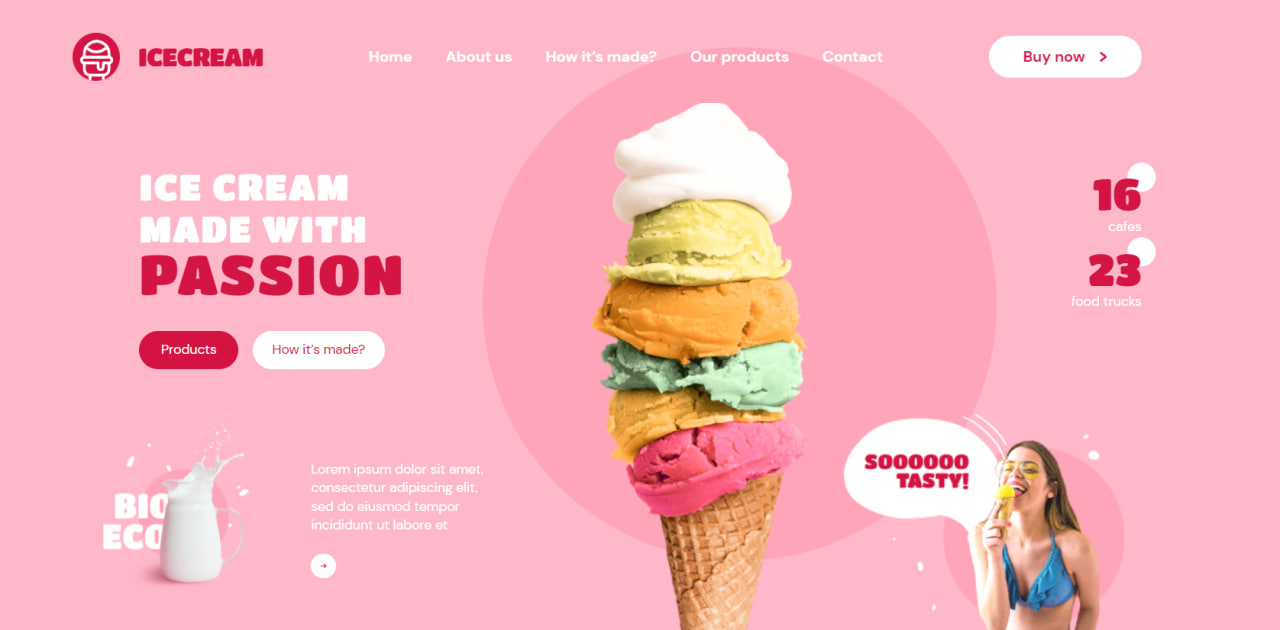 ICECREAM
Home
About us
How it's made?
Our products
Contact
Buy now
ICE CREAM
MADE WITH
PASSION
Products
How it's made?
16
cafes
23
food trucks
BIO
ECO
Lorem ipsum dolor sit amet,
consectetur adipiscing elit,
sed do eiusmod tempor
incididunt ut labore et
SOOOOOO
TASTY!